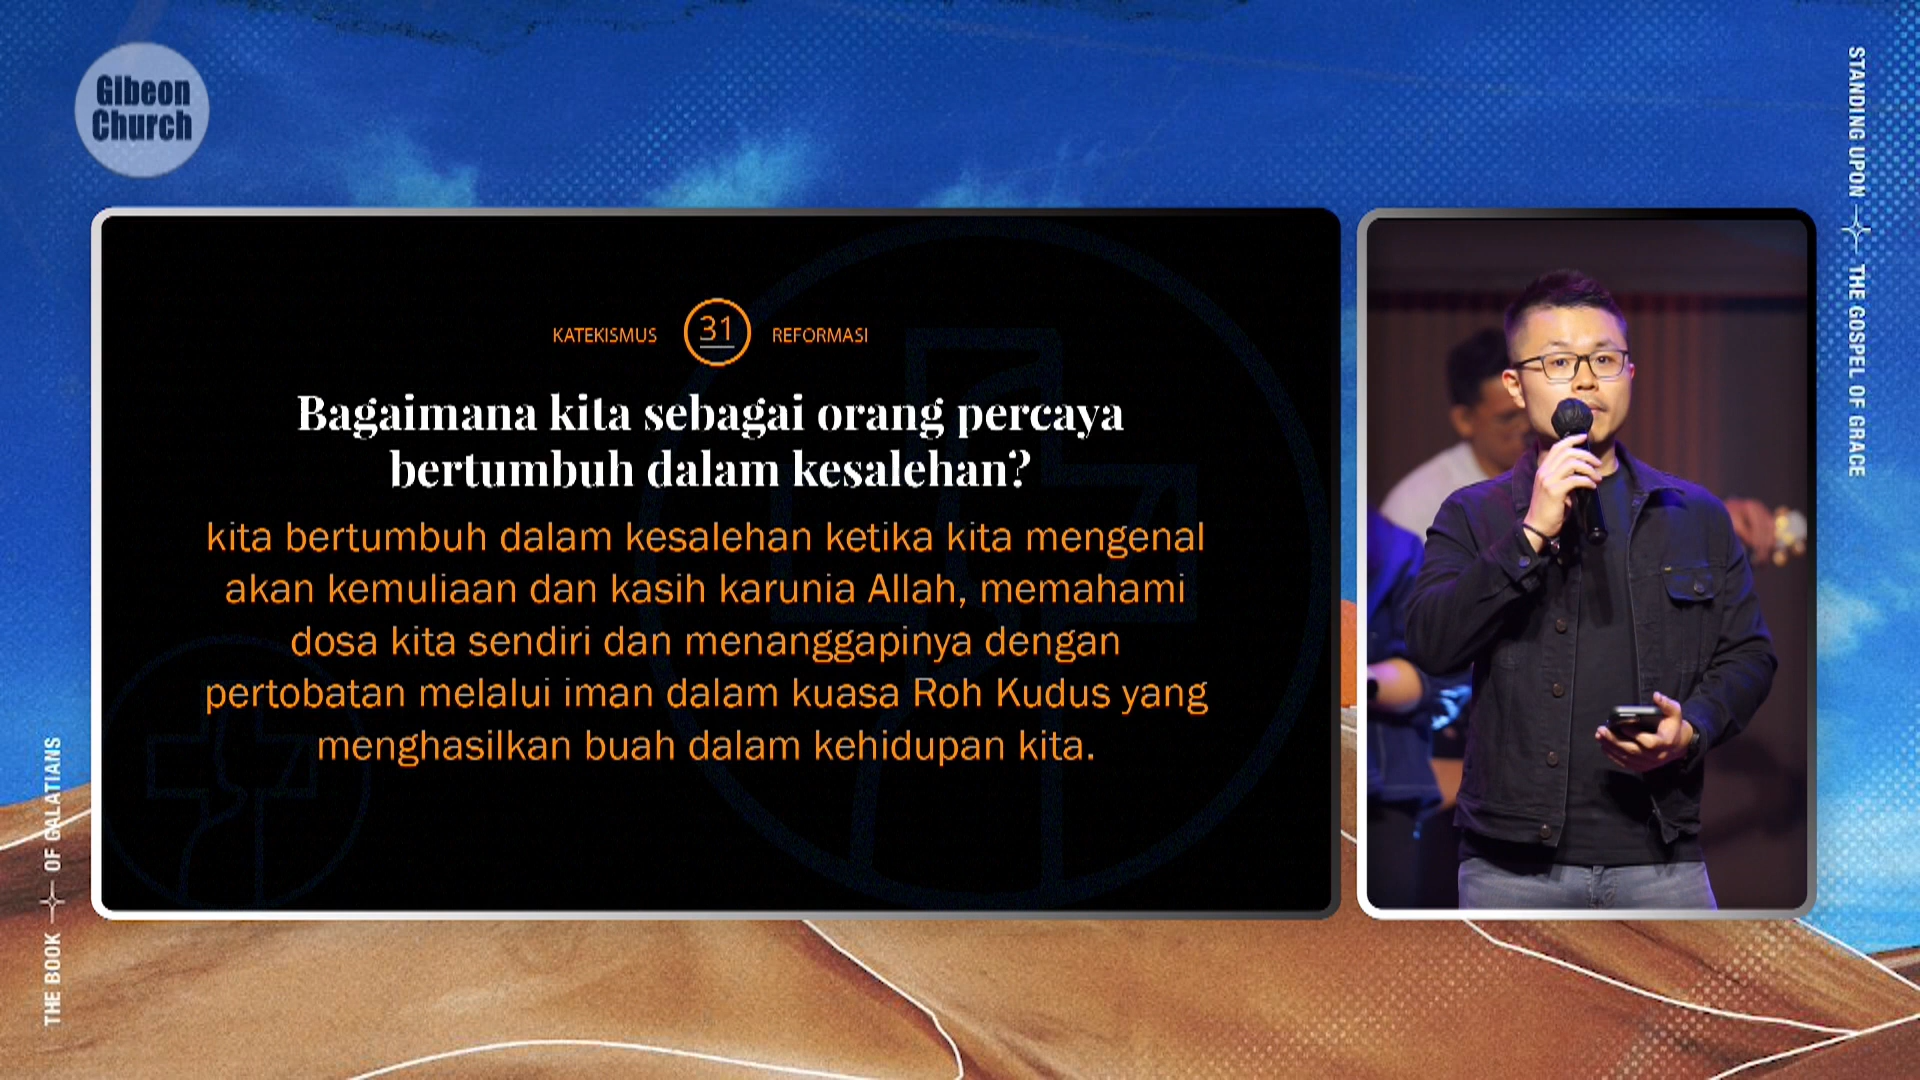 Gibeon
Church
KATEKISMUS 31 REFORMASI
Bagaimana kita sebagai orang percaya
bertumbuh dalam kesalehan?
kita bertumbuh dalam kesalehan ketika kita mengenal
akan kemuliaan dan kasih karunia Allah, memahami
dosa kita sendiri dan menanggapinya dengan
pertobatan melalui iman dalam kuasa Roh Kudus yang
menghasilkan buah dalam kehidupan kita.
STANDING UPON THE GOSPEL OF GRACE
THE BOOK OF GALATIANS